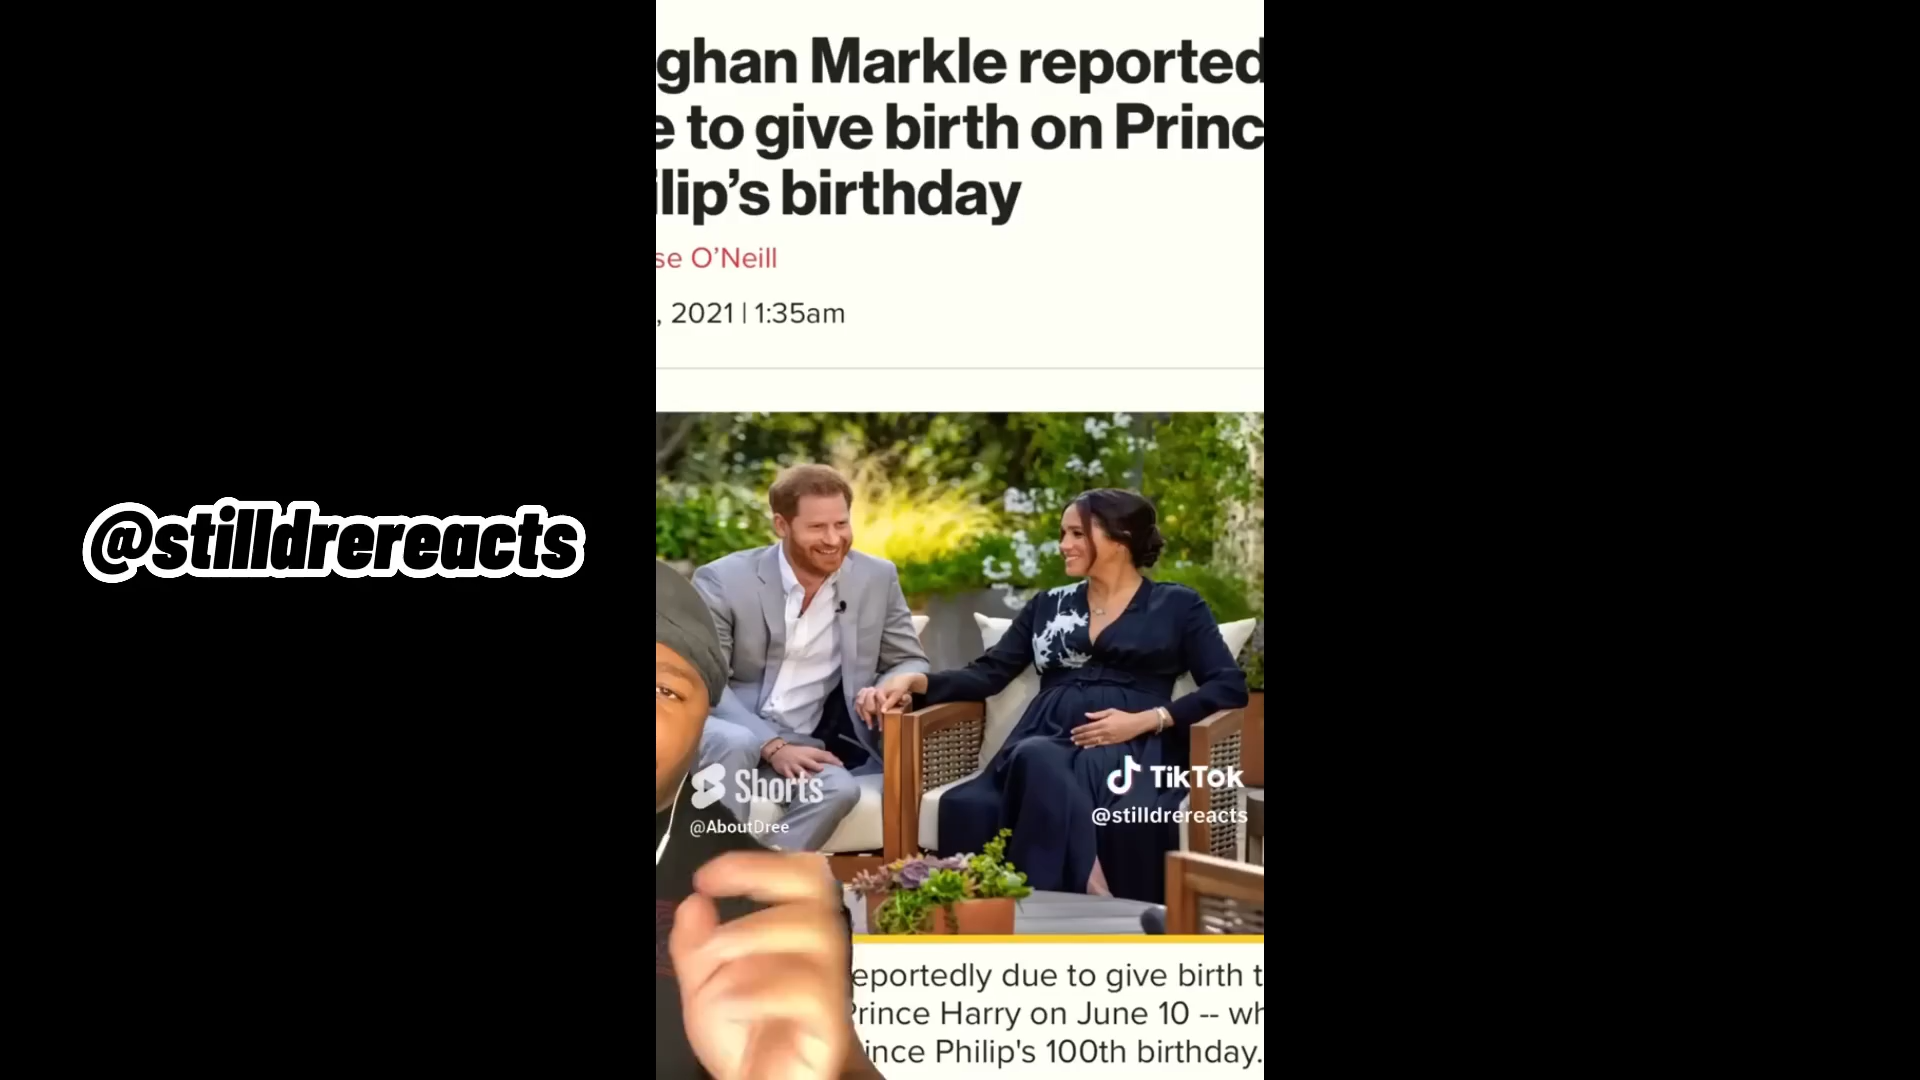 ghan Markle reported
e to give birth on Princ
ilip's birthday
se O'Neill
, 2021 | 1:35am
@stilldrereacts
Shorts
@AboutDree
TikTok
@stilldrereacts
eportedly due to give birth t
Prince Harry on June 10 -- wh
ince Philip's 100th birthday.